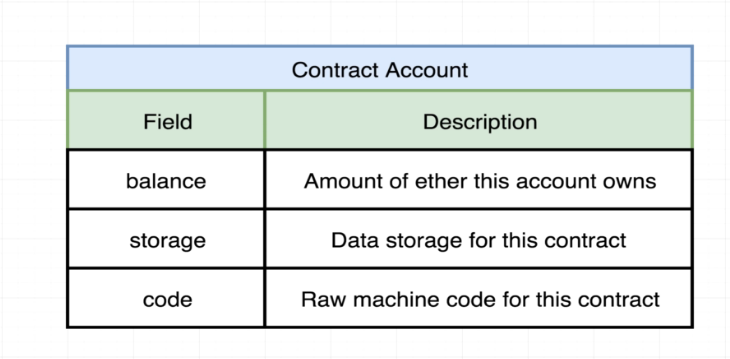 Contract Account
Field Description
balance Amount of ether this account owns
storage Data storage for this contract
code Raw machine code for this contract